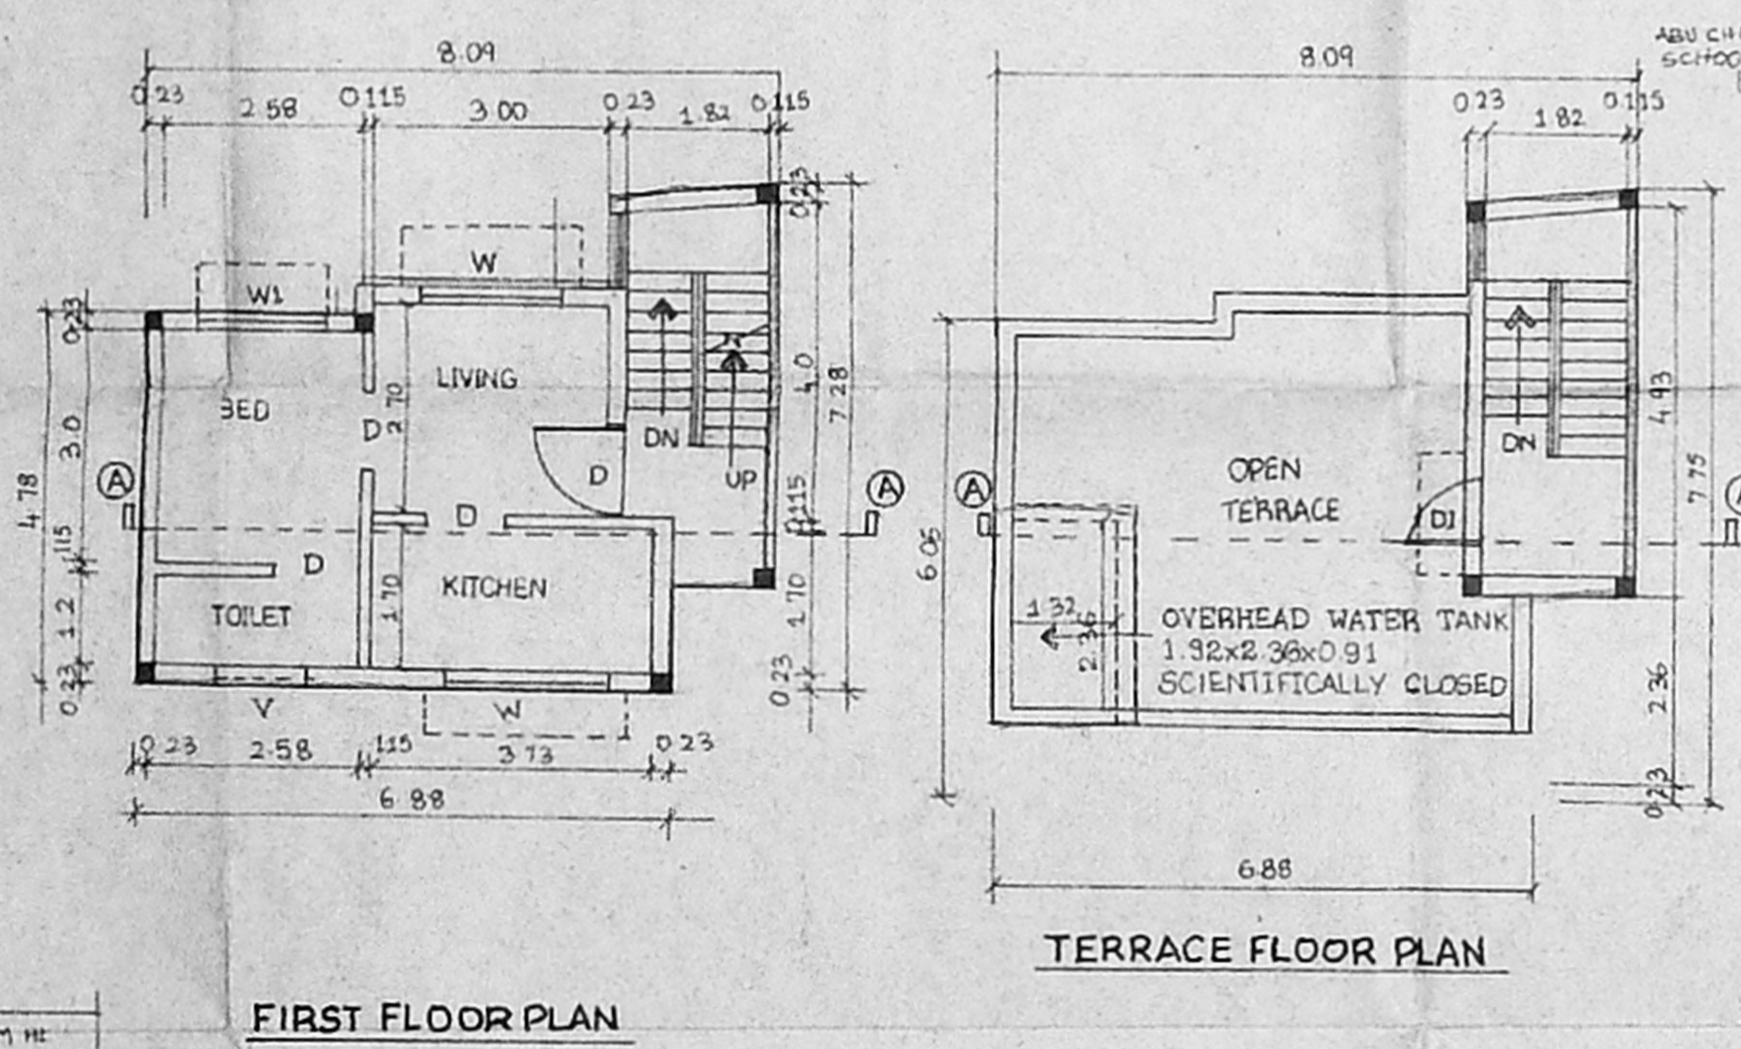 8.09
0.23 2.58 0.115 3.00 0.23 1.82 0.115
W1
W
0.23
0.23
LIVING
BED
D
2.70
4.0
7.28
3.0
DN
D
UP
A
A
4.78
D
.115
0.115
D
KITCHEN
TOILET
1.2
1.70
1.70
0.23
0.23
V
W
0.23 2.58 .115 3.73 0.23
6.88
FIRST FLOOR PLAN
ABU
8.09
0.23 1.82 0.115
4.93
7.75
DN
A
OPEN
TERRACE
D1
A
6.05
1.32
2.36
OVERHEAD WATER TANK
1.92x2.36x0.91
SCIENTIFICALLY CLOSED
2.36
0.23
6.88
TERRACE FLOOR PLAN